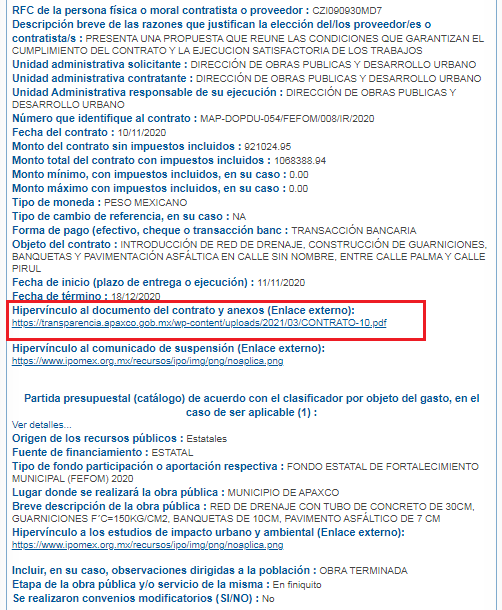 RFC de la persona física o moral contratista o proveedor : CZI090930MD7
Descripción breve de las razones que justifican la elección del/los proveedor/es o
contratista/s : PRESENTA UNA PROPUESTA QUE REUNE LAS CONDICIONES QUE GARANTIZAN EL
CUMPLIMIENTO DEL CONTRATO Y LA EJECUCION SATISFACTORIA DE LOS TRABAJOS
Unidad administrativa solicitante : DIRECCIÓN DE OBRAS PUBLICAS Y DESARROLLO URBANO
Unidad administrativa contratante : DIRECCIÓN DE OBRAS PUBLICAS Y DESARROLLO URBANO
Unidad Administrativa responsable de su ejecución : DIRECCIÓN DE OBRAS PUBLICAS Y
DESARROLLO URBANO
Número que identifique al contrato : MAP-DOPDU-054/FEFOM/008/IR/2020
Fecha del contrato : 10/11/2020
Monto del contrato sin impuestos incluidos : 921024.95
Monto total del contrato con impuestos incluidos : 1068388.94
Monto mínimo, con impuestos incluidos, en su caso : 0.00
Monto máximo con impuestos incluidos, en su caso : 0.00
Tipo de moneda : PESO MEXICANO
Tipo de cambio de referencia, en su caso : NA
Forma de pago (efectivo, cheque o transacción banc : TRANSACCIÓN BANCARIA
Objeto del contrato : INTRODUCCIÓN DE RED DE DRENAJE, CONSTRUCCIÓN DE GUARNICIONES,
BANQUETAS Y PAVIMENTACIÓN ASFÁLTICA EN CALLE SIN NOMBRE, ENTRE CALLE PALMA Y CALLE
PIRUL
Fecha de inicio (plazo de entrega o ejecución) : 11/11/2020
Fecha de término : 18/12/2020
Hipervínculo al documento del contrato y anexos (Enlace externo):
https://transparencia.apaxco.gob.mx/wp-content/uploads/2021/03/CONTRATO-10.pdf
Hipervínculo al comunicado de suspensión (Enlace externo):
https://www.ipomex.org.mx/recursos/ipo/img/png/noaplica.png
Partida presupuestal (catálogo) de acuerdo con el clasificador por objeto del gasto, en el
caso de ser aplicable (1) :
Ver detalles...
Origen de los recursos públicos : Estatales
Fuente de financiamiento : ESTATAL
Tipo de fondo participación o aportación respectiva : FONDO ESTATAL DE FORTALECIMIENTO
MUNICIPAL (FEFOM) 2020
Lugar donde se realizará la obra pública : MUNICIPIO DE APAXCO
Breve descripción de la obra pública : RED DE DRENAJE CON TUBO DE CONCRETO DE 30CM,
GUARNICIONES F´C=150KG/CM2, BANQUETAS DE 10CM, PAVIMENTO ASFÁLTICO DE 7 CM
Hipervínculo a los estudios de impacto urbano y ambiental (Enlace externo):
https://www.ipomex.org.mx/recursos/ipo/img/png/noaplica.png
Incluir, en su caso, observaciones dirigidas a la población : OBRA TERMINADA
Etapa de la obra pública y/o servicio de la misma : En finiquito
Se realizaron convenios modificatorios (SI/NO) : No